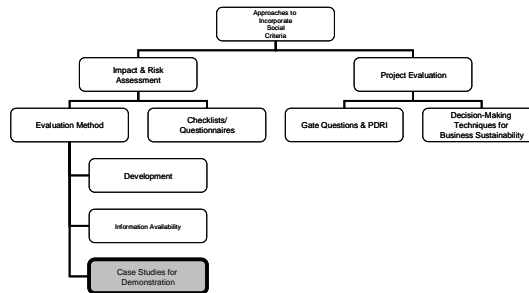 Approaches to
Incorporate
Social
Criteria
Impact & Risk
Assessment
Project Evaluation
Evaluation Method
Checklists/
Questionnaires
Gate Questions & PDRI
Decision-Making
Techniques for
Business Sustainability
Development
Information Availability
Case Studies for
Demonstration